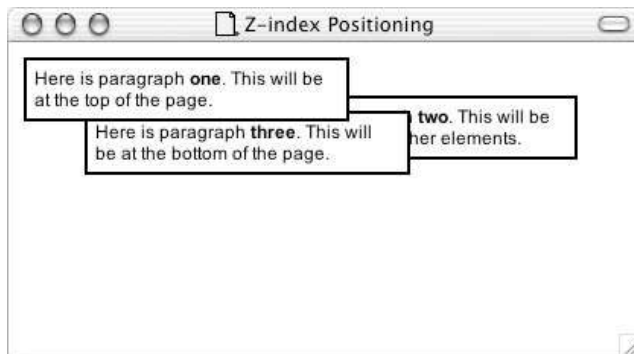 Z-index Positioning
Here is paragraph one. This will be
at the top of the page.
two. This will be
her elements.
Here is paragraph three. This will
be at the bottom of the page.